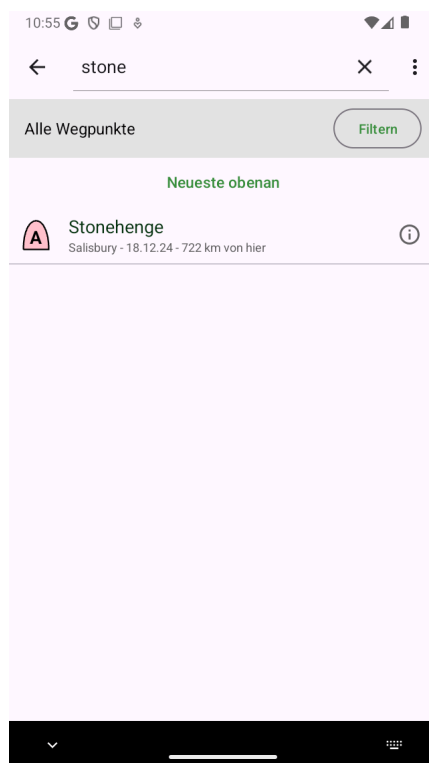 10:55
stone
Alle Wegpunkte
Filtern
Neueste obenan
A
Stonehenge
Salisbury - 18.12.24 - 722 km von hier